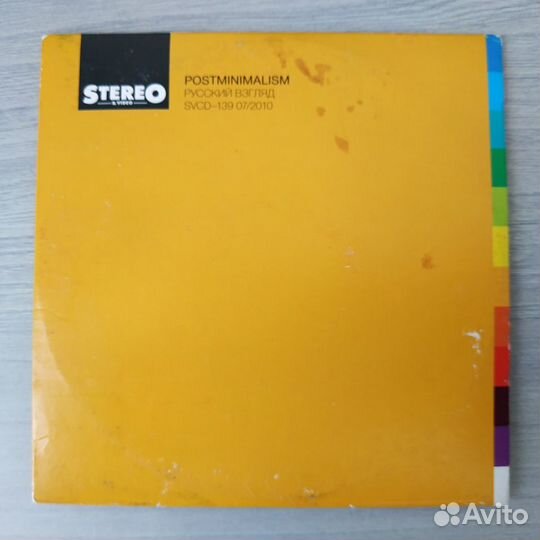 STEREO
& VIDEO
POSTMINIMALISM
РУССКИЙ ВЗГЛЯД
SVCD–139 07/2010
Avito